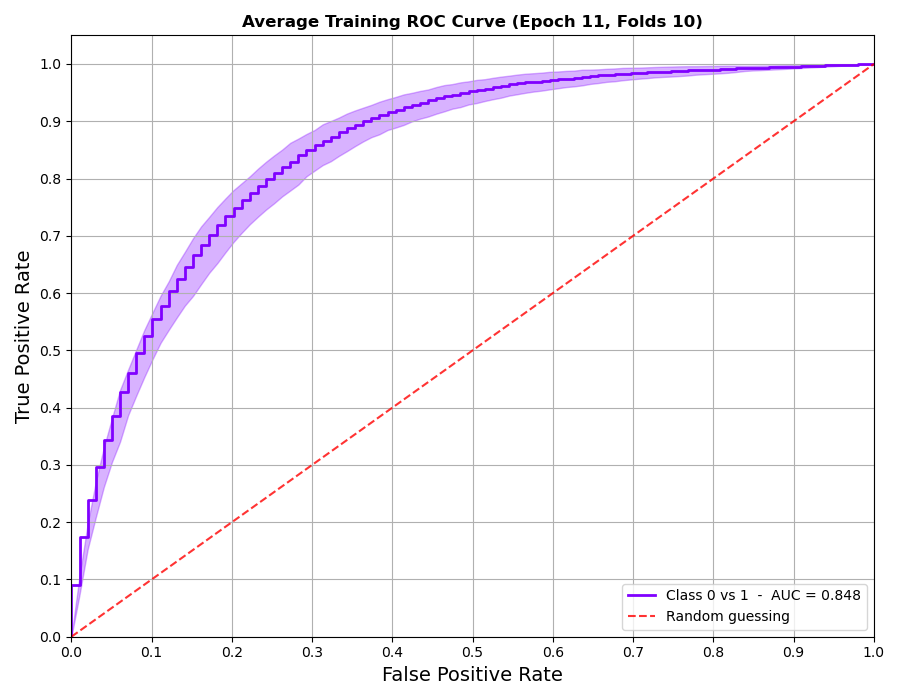 Average Training ROC Curve (Epoch 11, Folds 10)
True Positive Rate
1.0
0.9
0.8
0.7
0.6
0.5
0.4
0.3
0.2
0.1
0.0
Class 0 vs 1 - AUC = 0.848
Random guessing
0.0 0.1 0.2 0.3 0.4 0.5 0.6 0.7 0.8 0.9 1.0
False Positive Rate